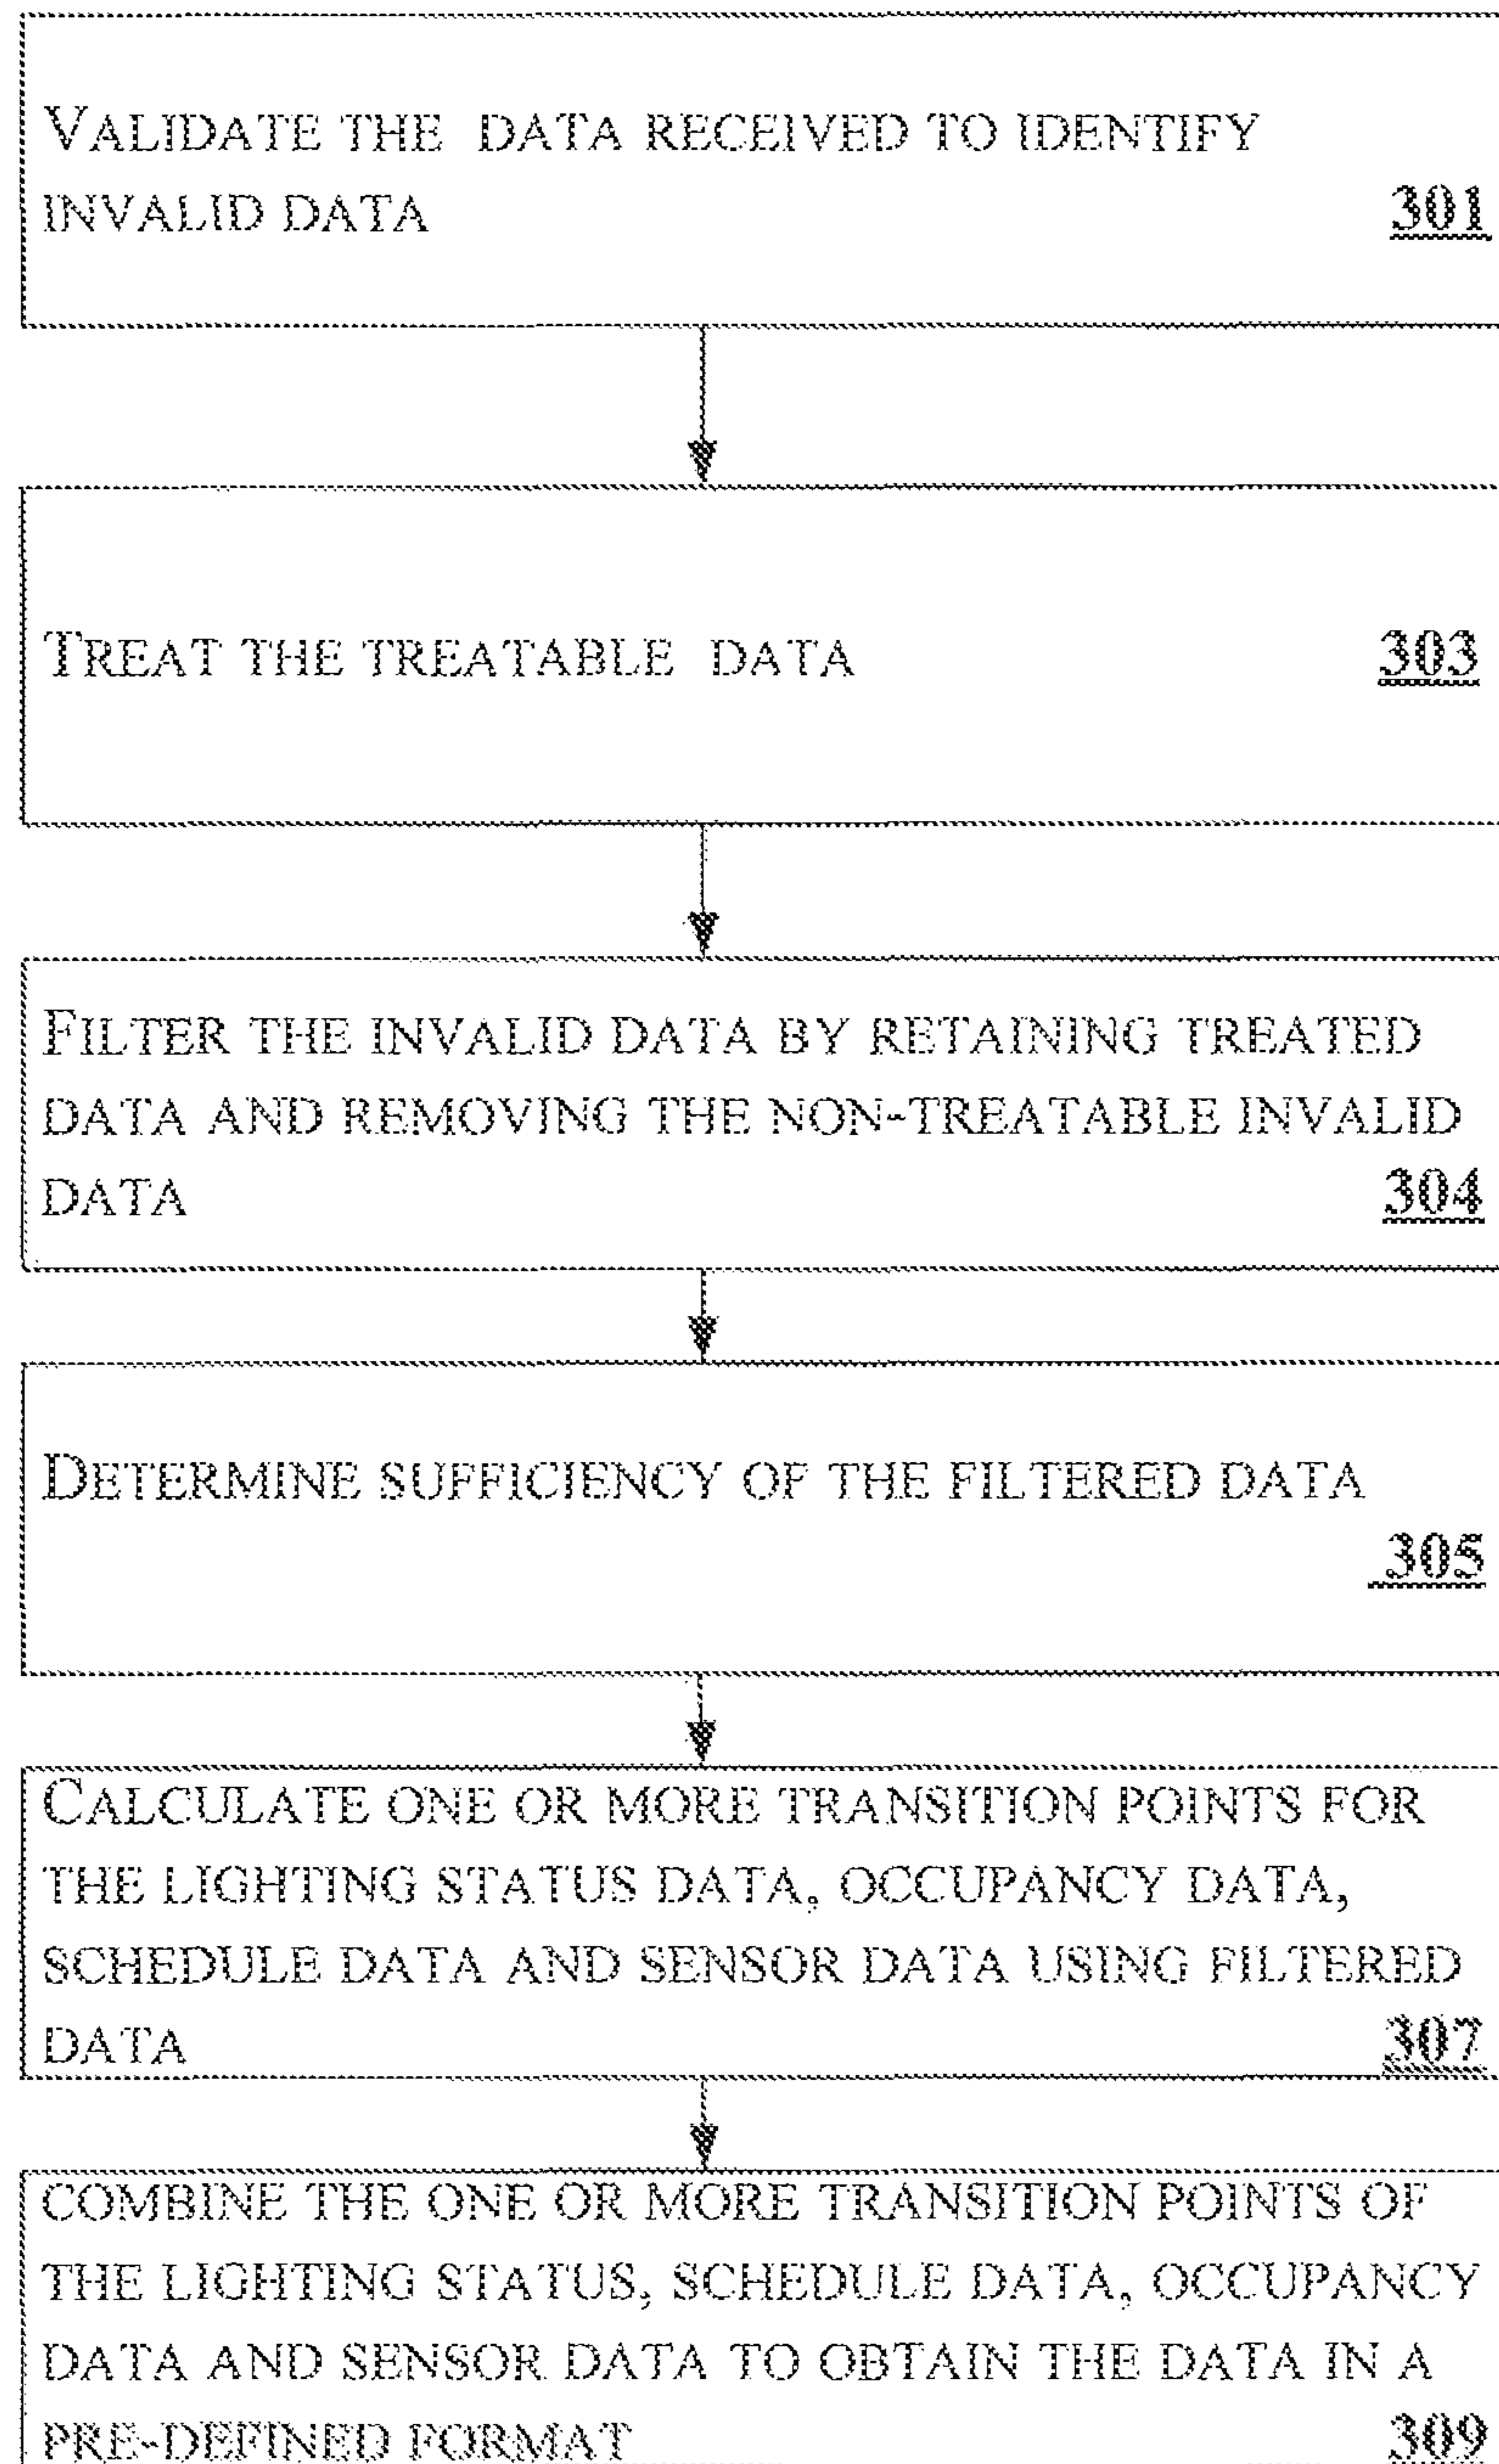 VALIDATE THE DATA RECEIVED TO IDENTIFY
INVALID DATA 301
TREAT THE TREATABLE DATA 303
FILTER THE INVALID DATA BY RETAINING TREATED
DATA AND REMOVING THE NON-TREATABLE INVALID
DATA 304
DETERMINE SUFFICIENCY OF THE FILTERED DATA
305
CALCULATE ONE OR MORE TRANSITION POINTS FOR
THE LIGHTING STATUS DATA, OCCUPANCY DATA,
SCHEDULE DATA AND SENSOR DATA USING FILTERED
DATA 307
COMBINE THE ONE OR MORE TRANSITION POINTS OF
THE LIGHTING STATUS, SCHEDULE DATA, OCCUPANCY
DATA AND SENSOR DATA TO OBTAIN THE DATA IN A
PRE-DEFINED FORMAT 309